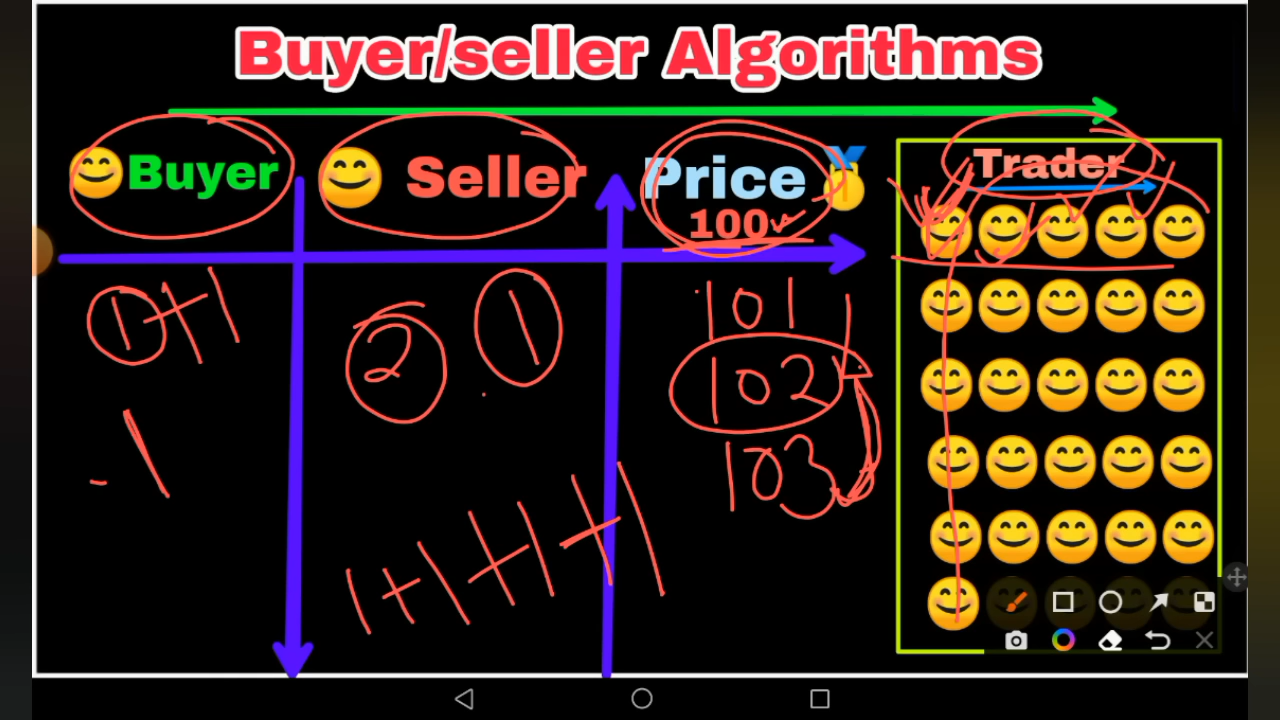 Buyer/seller Algorithms
😊Buyer
😊 Seller
Price🏅
100✓
Trader
1+1
2
1
101
102
103
-1
1+1+1+1